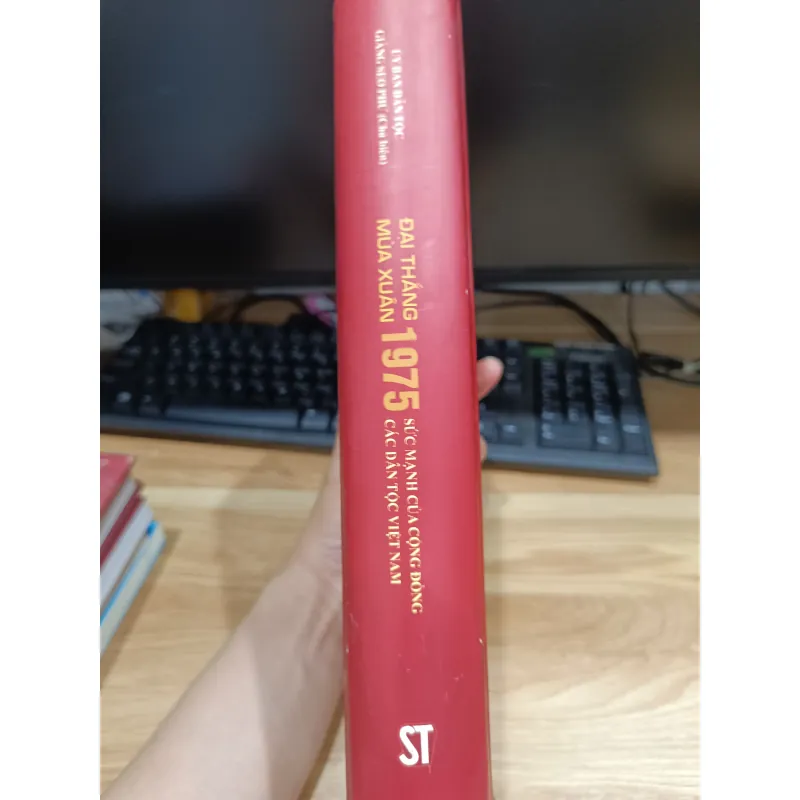 ỦY BAN DÂN TỘC
GIÀNG SEO PHỬ (Chủ biên)
ĐẠI THẮNG
MÙA XUÂN
1975
SỨC MẠNH CỦA CỘNG ĐỒNG
CÁC DÂN TỘC VIỆT NAM
ST